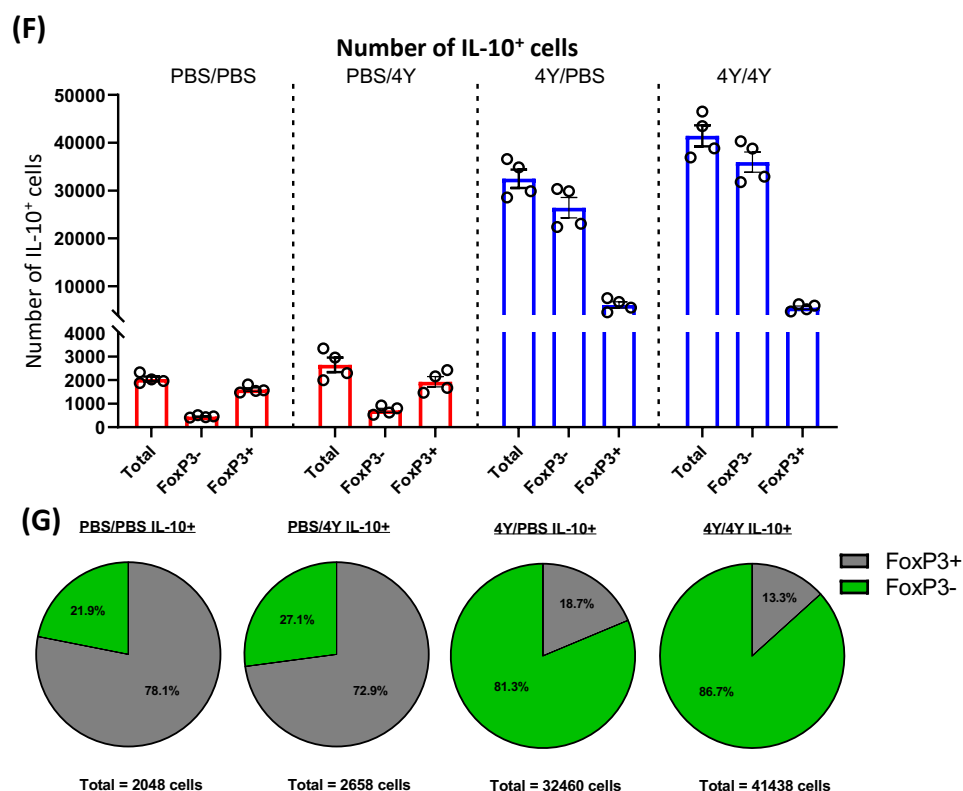 (F)
Number of IL-10⁺ cells
PBS/PBS PBS/4Y 4Y/PBS 4Y/4Y
Number of IL-10⁺ cells
50000
40000
30000
20000
10000
4000
3000
2000
1000
0
Total FoxP3- FoxP3+ Total FoxP3- FoxP3+ Total FoxP3- FoxP3+ Total FoxP3- FoxP3+
(G)
PBS/PBS IL-10+ PBS/4Y IL-10+ 4Y/PBS IL-10+ 4Y/4Y IL-10+
FoxP3+
FoxP3-
21.9% 78.1%
27.1% 72.9%
18.7% 81.3%
13.3% 86.7%
Total = 2048 cells Total = 2658 cells Total = 32460 cells Total = 41438 cells